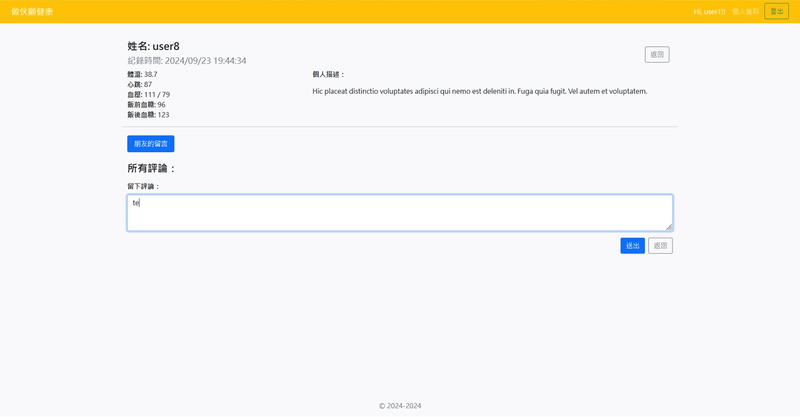 做伙顧健康
Hi, user1!! 個人資料 登出
姓名: user8
紀錄時間: 2024/09/23 19:44:34
返回
體溫: 38.7
心跳: 87
血壓: 111 / 79
飯前血糖: 96
飯後血糖: 123
個人描述：
Hic placeat distinctio voluptates adipisci qui nemo est deleniti in. Fuga quia fugit. Vel autem et voluptatem.
朋友的留言
所有評論：
留下評論：
te
送出 返回
© 2024-2024